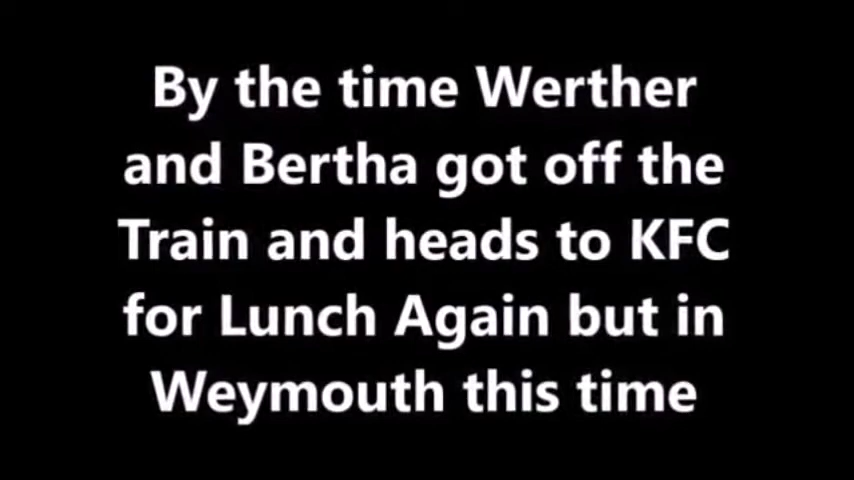 By the time Werther
and Bertha got off the
Train and heads to KFC
for Lunch Again but in
Weymouth this time